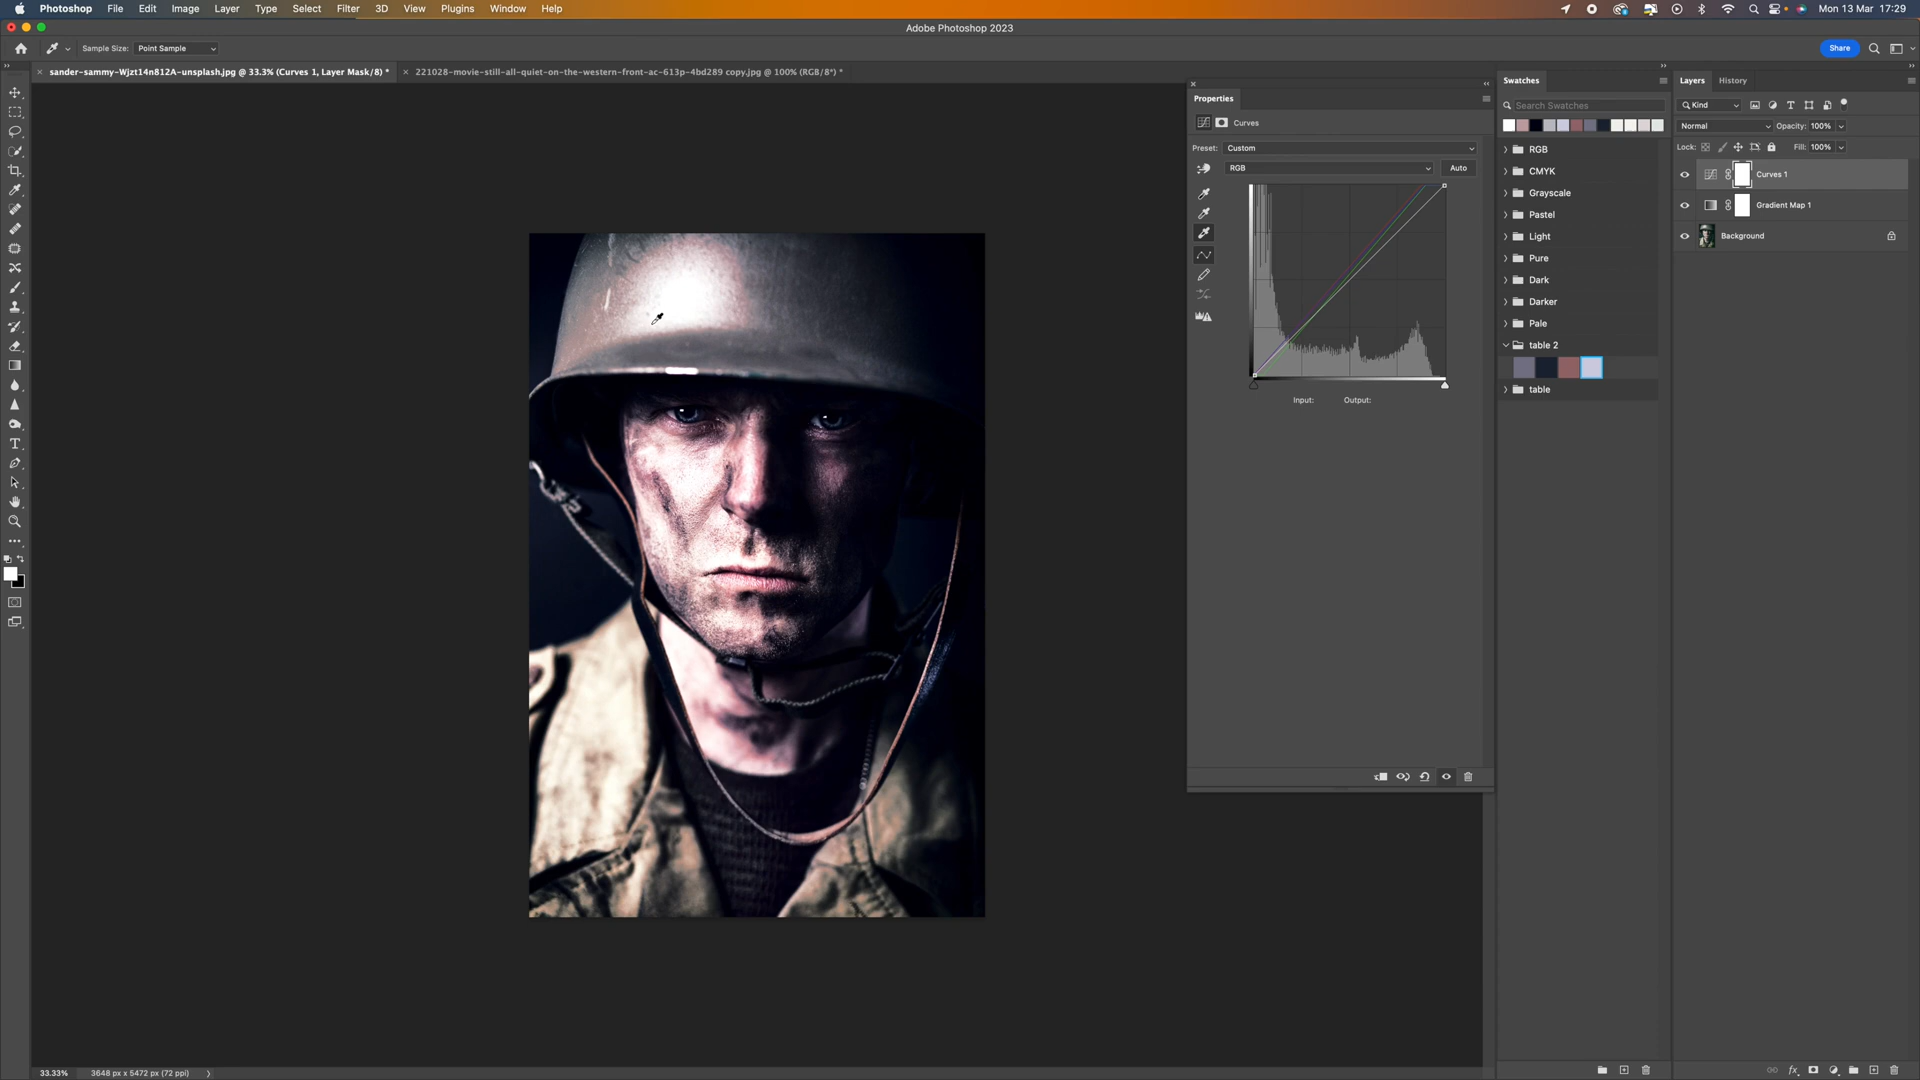 Photoshop File Edit Image Layer Type Select Filter 3D View Plugins Window Help Mon 13 Mar 17:29
Adobe Photoshop 2023
Sample Size: Point Sample Share
sander-sammy-Wjzt14n812A-unsplash.jpg @ 33.3% (Curves 1, Layer Mask/8) * 221028-movie-still-all-quiet-on-the-western-front-ac-613p-4bd289 copy.jpg @ 100% (RGB/8*) *
Properties
Curves
Preset: Custom
RGB Auto
Input: Output:
Swatches
Search Swatches
RGB
CMYK
Grayscale
Pastel
Light
Pure
Dark
Darker
Pale
table 2
table
Layers History
Kind
Normal Opacity: 100%
Lock: Fill: 100%
Curves 1
Gradient Map 1
Background
33.33% 3648 px x 5472 px (72 ppi)